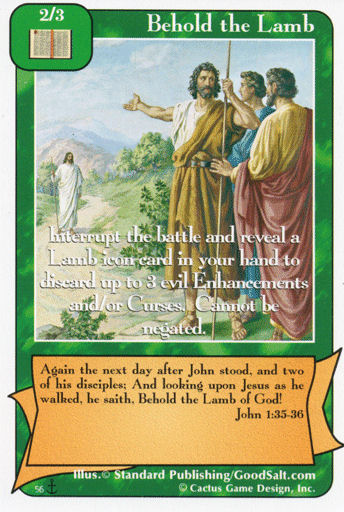 2/3
Behold the Lamb
Interrupt the battle and reveal a
Lamb icon card in your hand to
discard up to 3 evil Enhancements
and/or Curses. Cannot be
negated.
Again the next day after John stood, and two
of his disciples; And looking upon Jesus as he
walked, he saith, Behold the Lamb of God!
John 1:35-36
Illus.© Standard Publishing/GoodSalt.com
56
© Cactus Game Design, Inc.